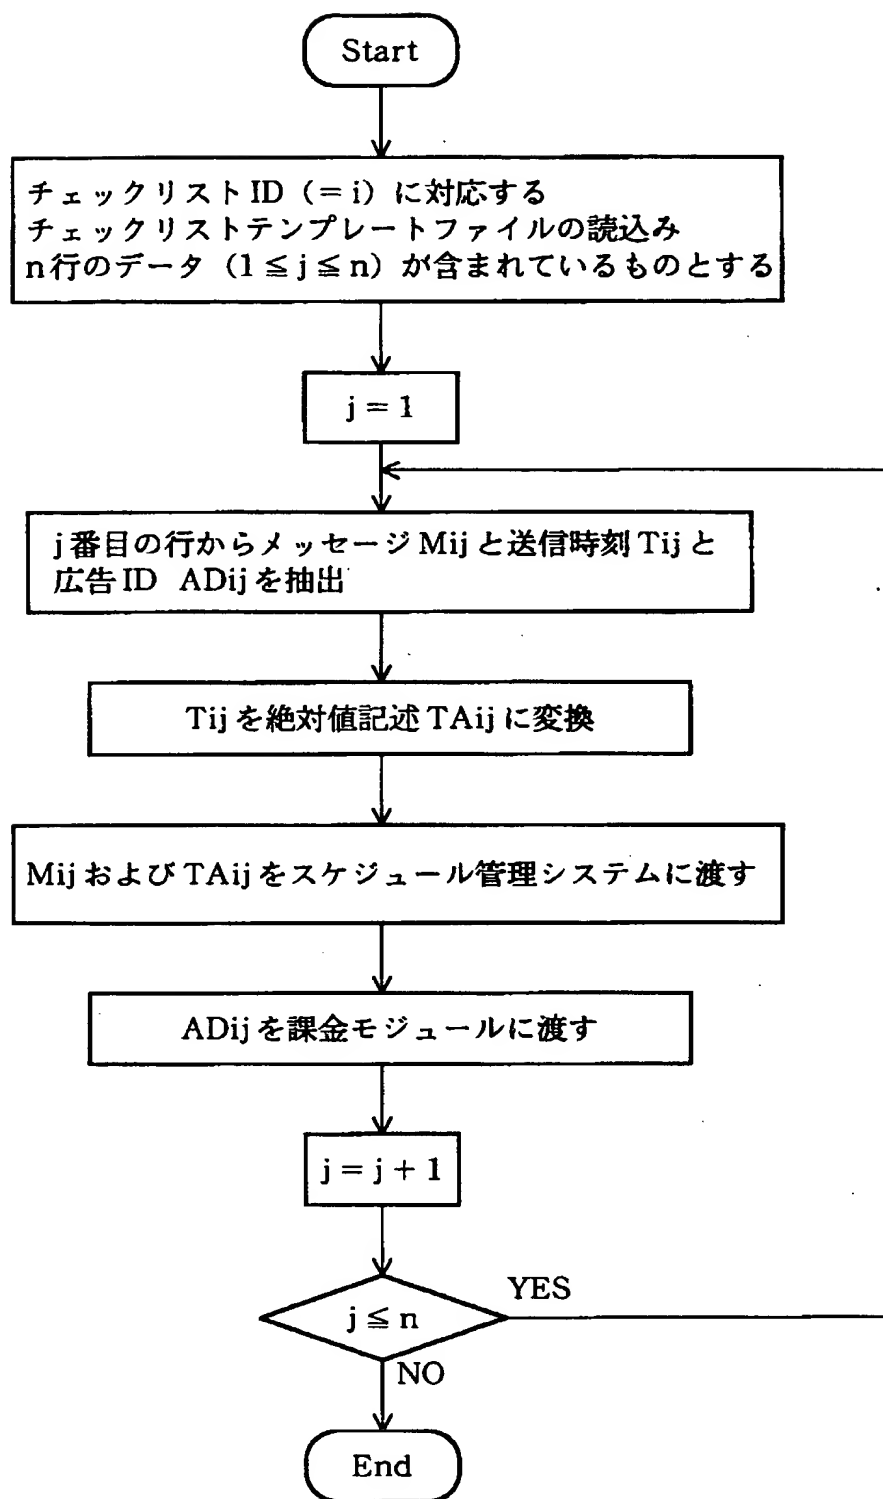 Start
チェックリストID（＝i）に対応する
チェックリストテンプレートファイルの読込み
n行のデータ（1≦j≦n）が含まれているものとする
j＝1
j番目の行からメッセージMijと送信時刻Tijと
広告ID ADijを抽出
Tijを絶対値記述TAijに変換
MijおよびTAijをスケジュール管理システムに渡す
ADijを課金モジュールに渡す
j＝j＋1
YES
j≦n
NO
End